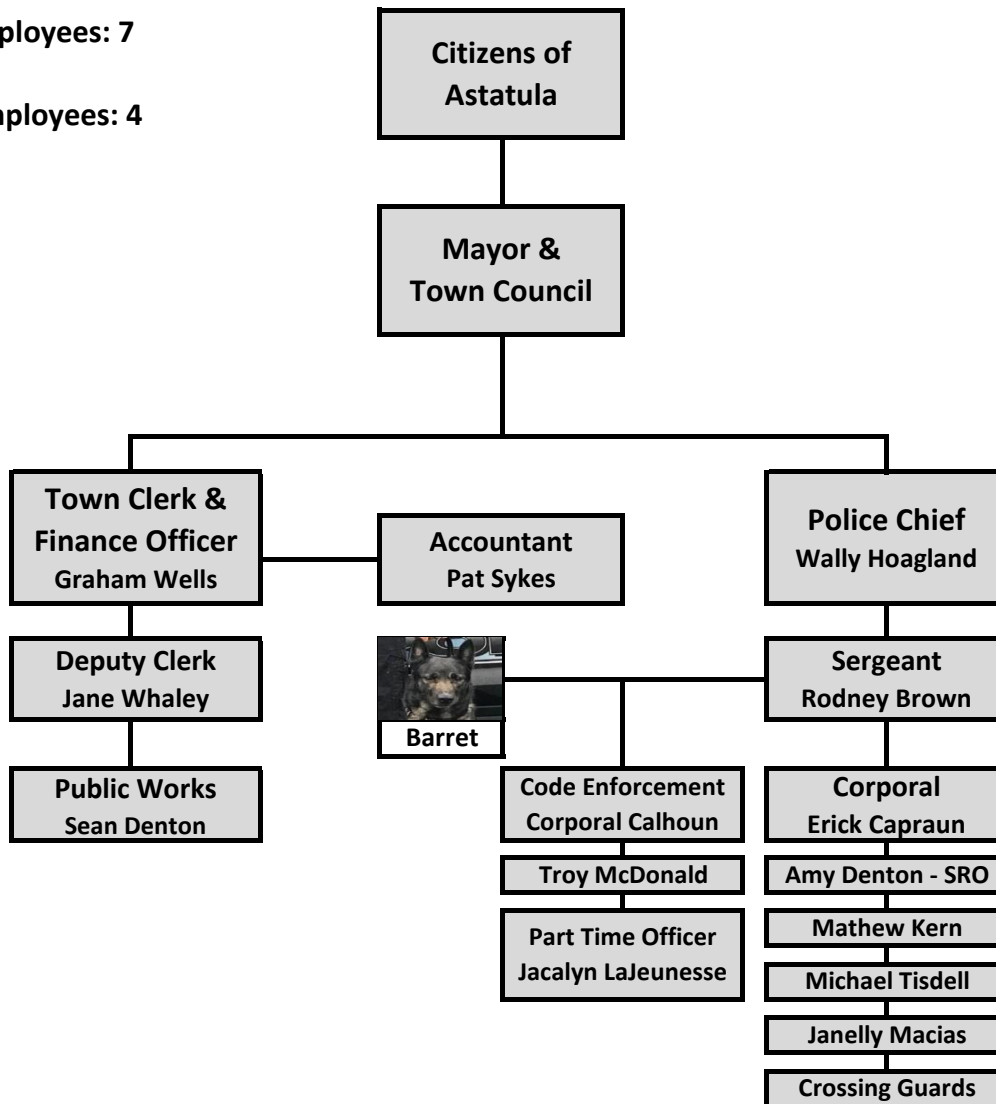 ployees: 7
nployees: 4
Citizens of
Astatula
Mayor &
Town Council
Town Clerk &
Finance Officer
Graham Wells
Accountant
Pat Sykes
Police Chief
Wally Hoagland
Deputy Clerk
Jane Whaley
Barret
Sergeant
Rodney Brown
Public Works
Sean Denton
Code Enforcement
Corporal Calhoun
Corporal
Erick Capraun
Troy McDonald
Amy Denton - SRO
Part Time Officer
Jacalyn LaJeunesse
Mathew Kern
Michael Tisdell
Janelly Macias
Crossing Guards